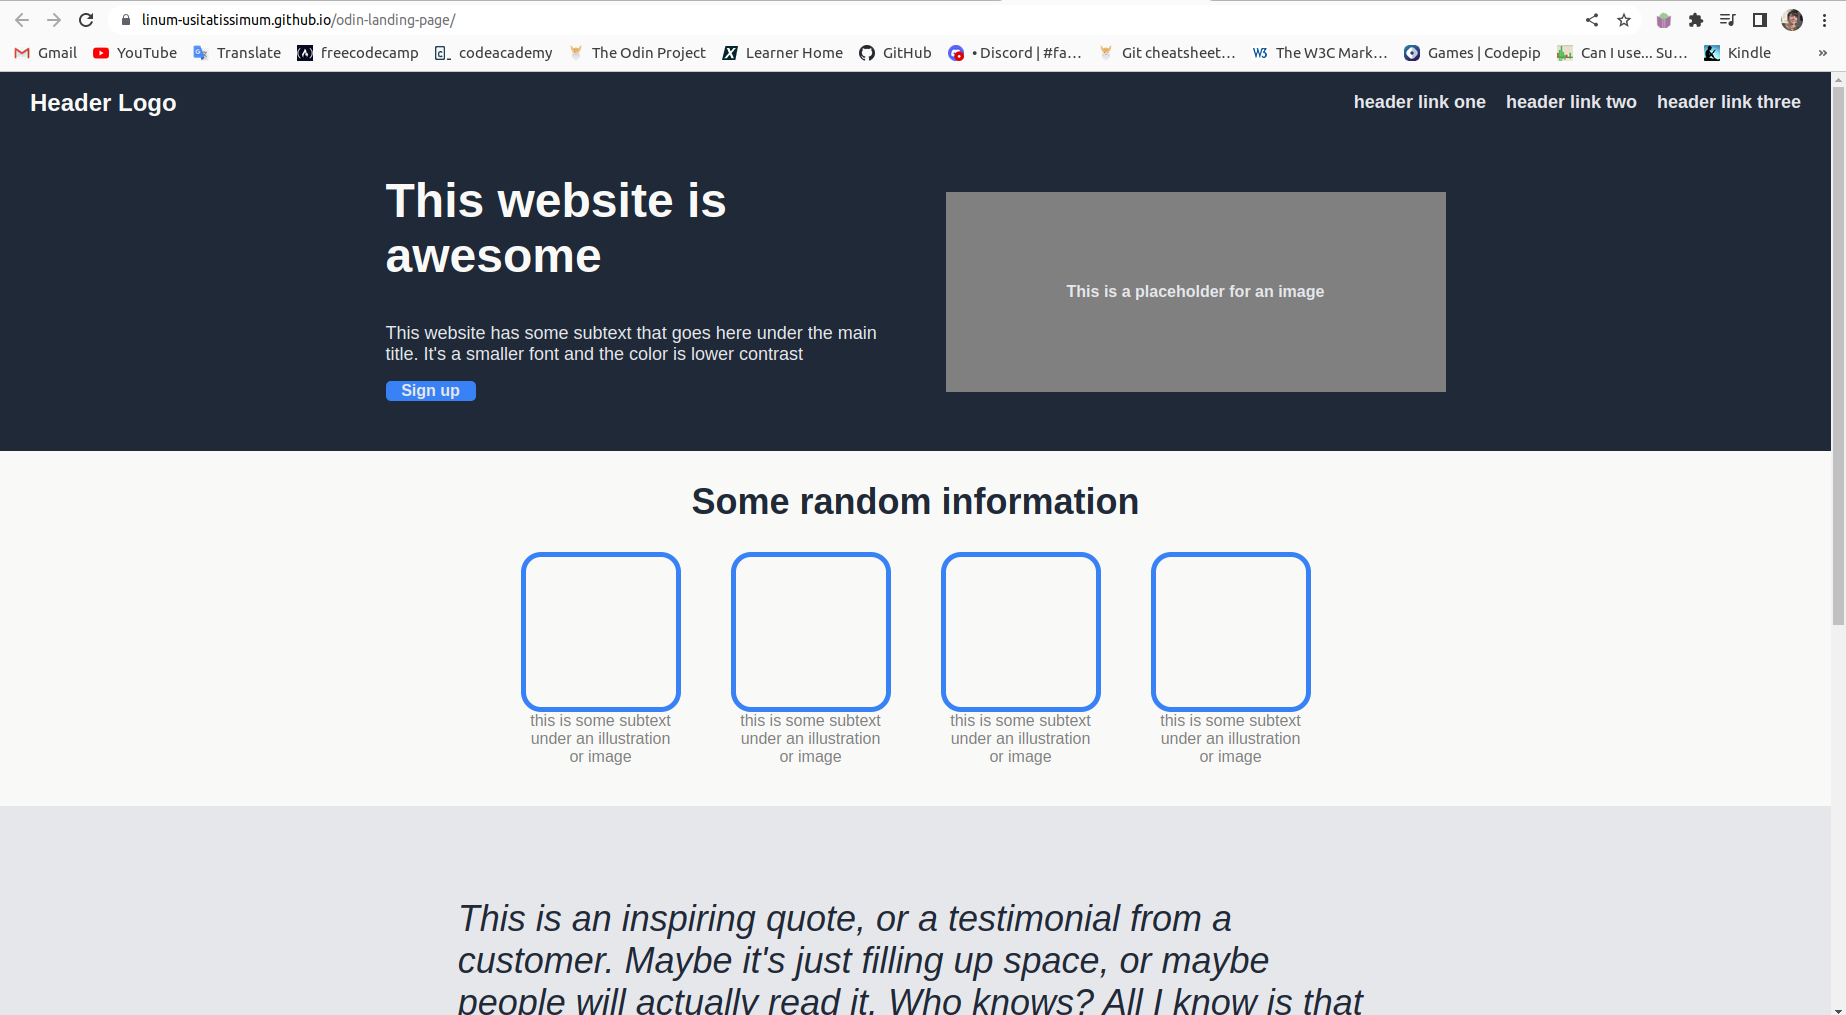 linum-usitatissimum.github.io/odin-landing-page/
Gmail YouTube Translate freecodecamp codeacademy The Odin Project Learner Home GitHub • Discord | #fa… Git cheatsheet… The W3C Mark… Games | Codepip Can I use... Su… Kindle »
Header Logo header link one header link two header link three
This website is
awesome
This website has some subtext that goes here under the main
title. It's a smaller font and the color is lower contrast
Sign up
This is a placeholder for an image
Some random information
this is some subtext
under an illustration
or image
this is some subtext
under an illustration
or image
this is some subtext
under an illustration
or image
this is some subtext
under an illustration
or image
This is an inspiring quote, or a testimonial from a
customer. Maybe it's just filling up space, or maybe
people will actually read it. Who knows? All I know is that